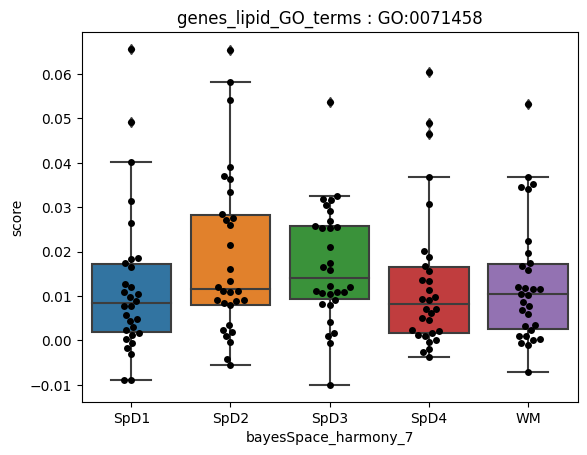 genes_lipid_GO_terms : GO:0071458
0.06
0.05
0.04
0.03
0.02
0.01
0.00
−0.01
score
SpD1 SpD2 SpD3 SpD4 WM
bayesSpace_harmony_7